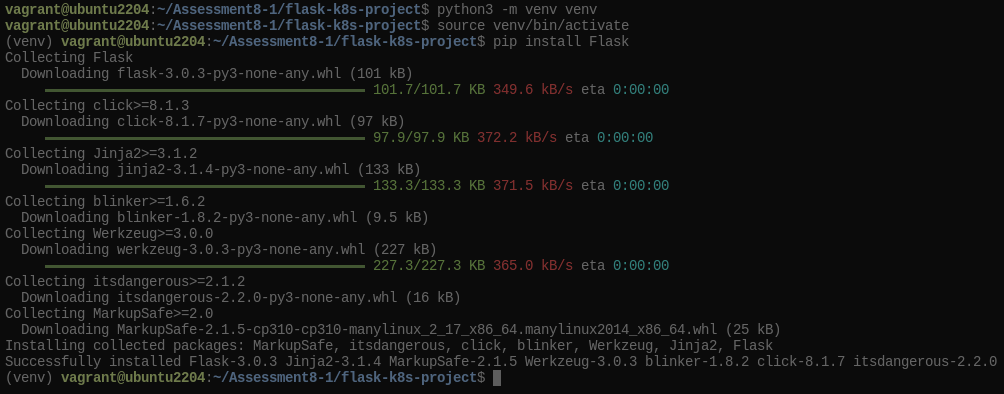 vagrant@ubuntu2204:~/Assessment8-1/flask-k8s-project$ python3 -m venv venv
vagrant@ubuntu2204:~/Assessment8-1/flask-k8s-project$ source venv/bin/activate
(venv) vagrant@ubuntu2204:~/Assessment8-1/flask-k8s-project$ pip install Flask
Collecting Flask
  Downloading flask-3.0.3-py3-none-any.whl (101 kB)
101.7/101.7 KB 349.6 kB/s eta 0:00:00
Collecting click>=8.1.3
  Downloading click-8.1.7-py3-none-any.whl (97 kB)
97.9/97.9 KB 372.2 kB/s eta 0:00:00
Collecting Jinja2>=3.1.2
  Downloading jinja2-3.1.4-py3-none-any.whl (133 kB)
133.3/133.3 KB 371.5 kB/s eta 0:00:00
Collecting blinker>=1.6.2
  Downloading blinker-1.8.2-py3-none-any.whl (9.5 kB)
Collecting Werkzeug>=3.0.0
  Downloading werkzeug-3.0.3-py3-none-any.whl (227 kB)
227.3/227.3 KB 365.0 kB/s eta 0:00:00
Collecting itsdangerous>=2.1.2
  Downloading itsdangerous-2.2.0-py3-none-any.whl (16 kB)
Collecting MarkupSafe>=2.0
  Downloading MarkupSafe-2.1.5-cp310-cp310-manylinux_2_17_x86_64.manylinux2014_x86_64.whl (25 kB)
Installing collected packages: MarkupSafe, itsdangerous, click, blinker, Werkzeug, Jinja2, Flask
Successfully installed Flask-3.0.3 Jinja2-3.1.4 MarkupSafe-2.1.5 Werkzeug-3.0.3 blinker-1.8.2 click-8.1.7 itsdangerous-2.2.0
(venv) vagrant@ubuntu2204:~/Assessment8-1/flask-k8s-project$